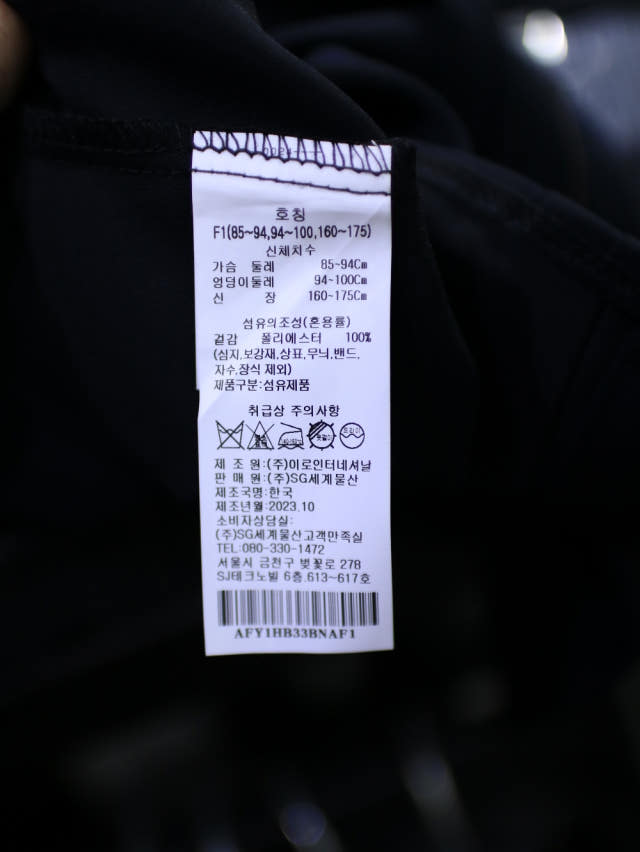 호칭
F1(85~94,94~100,160~175)
신체치수
가슴 둘레 85~94Cm
엉덩이둘레 94~100Cm
신 장 160~175Cm
섬유의조성(혼용률)
겉감 폴리에스터 100%
(심지,보강재,상표,무늬,밴드,
자수,장식 제외)
제품구분:섬유제품
취급상 주의사항
드라이
제 조 원:(주)이로인터네셔날
판 매 원:(주)SG세계물산
제조국명:한국
제조년월:2023.10
소비자상담실:
(주)SG세계물산고객만족실
TEL:080-330-1472
서울시 금천구 벚꽃로 278
SJ테크노빌 6층.613~617호
AFY1HB33BNAF1